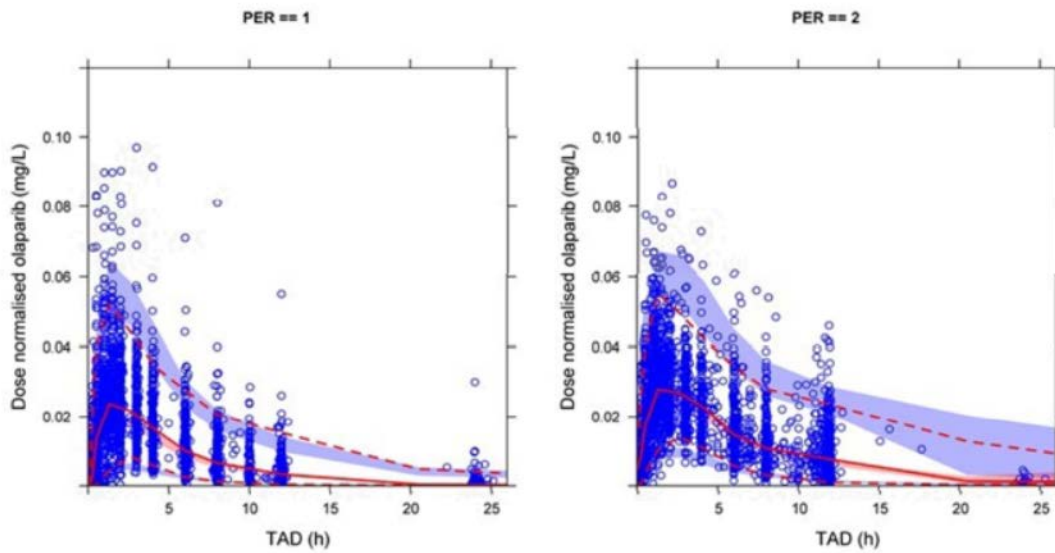 PER == 1
0.10
0.08
0.06
0.04
0.02
Dose normalised olaparib (mg/L)
5 10 15 20 25
TAD (h)
PER == 2
0.10
0.08
0.06
0.04
0.02
Dose normalised olaparib (mg/L)
5 10 15 20 25
TAD (h)